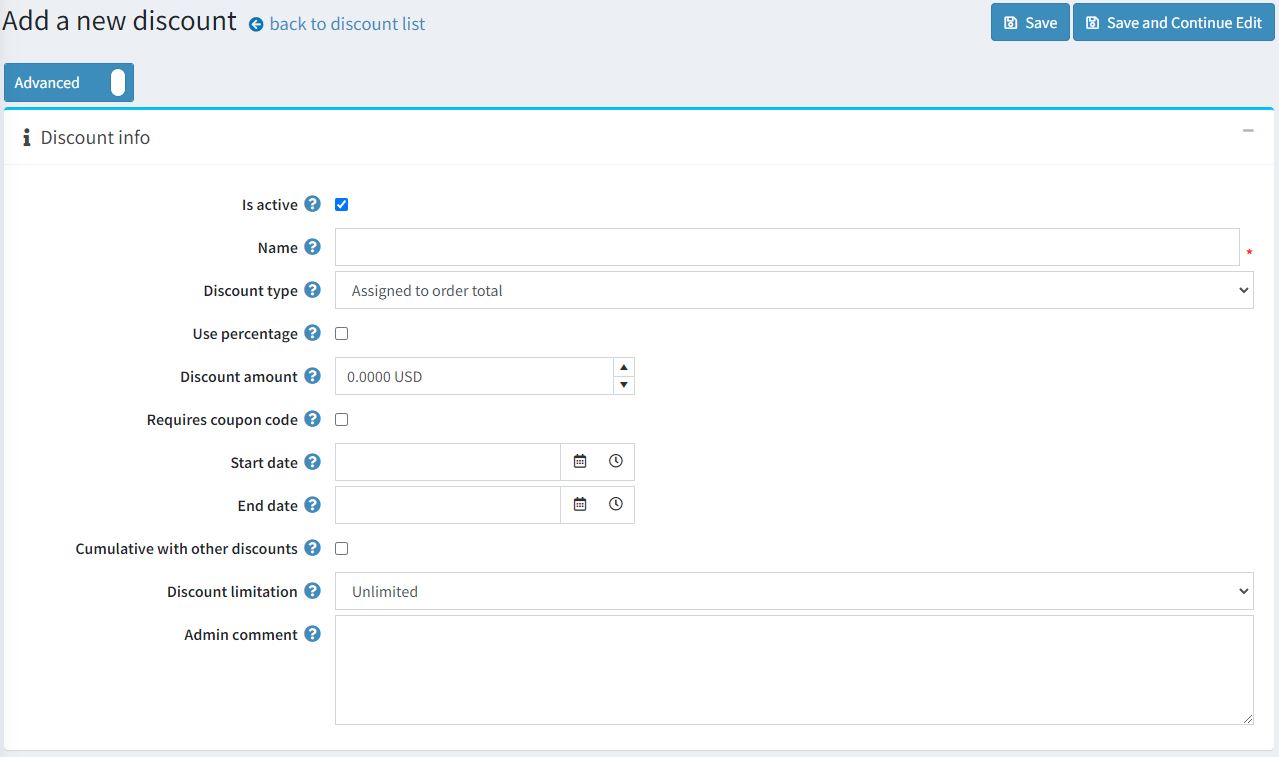 Add a new discount back to discount list
Save
Save and Continue Edit
Advanced
Discount info
Is active
Name *
Discount type Assigned to order total
Use percentage
Discount amount 0.0000 USD
Requires coupon code
Start date
End date
Cumulative with other discounts
Discount limitation Unlimited
Admin comment